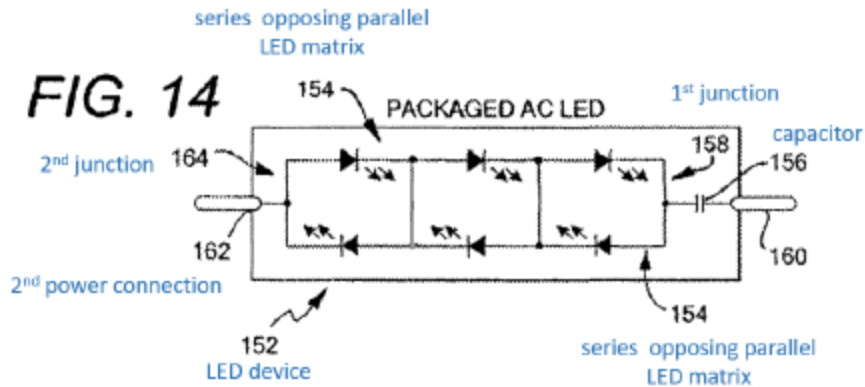 series opposing parallel
LED matrix
FIG. 14
154
PACKAGED AC LED
1st junction
capacitor
158
156
2nd junction
164
162
160
2nd power connection
152
LED device
154
series opposing parallel
LED matrix